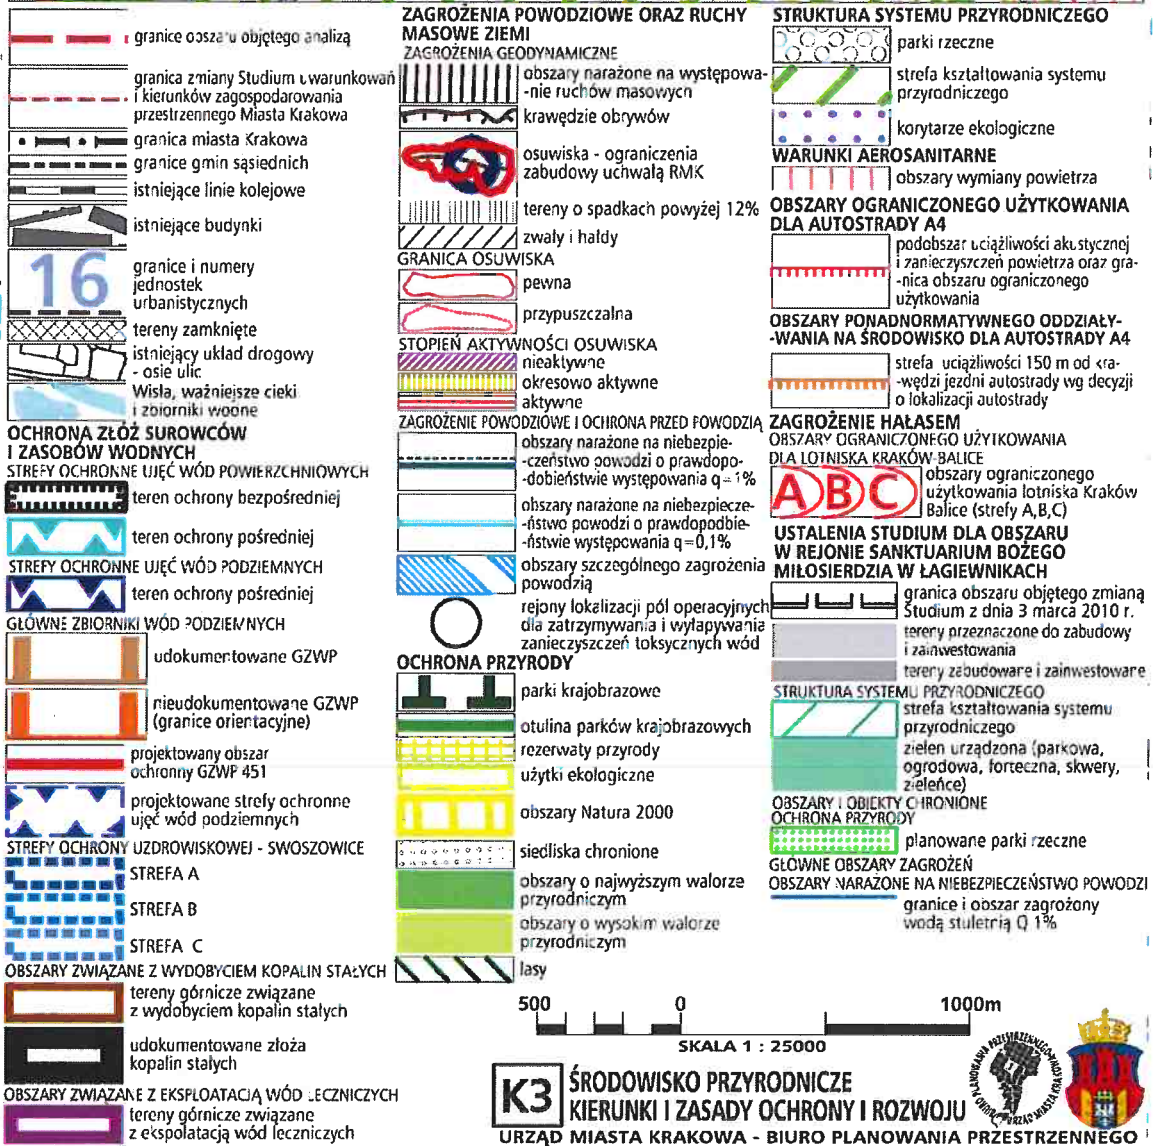 granice obszaru objętego analizą
granica zmiany Studium uwarunkowań
i kierunków zagospodarowania
przestrzennego Miasta Krakowa
granica miasta Krakowa
granice gmin sąsiednich
istniejące linie kolejowe
istniejące budynki
16
granice i numery
jednostek
urbanistycznych
tereny zamknięte
istniejący układ drogowy
- osie ulic
Wisła, ważniejsze cieki
i zbiorniki wodne
OCHRONA ZŁÓŻ SUROWCÓW
I ZASOBÓW WODNYCH
STREFY OCHRONNE UJĘĆ WÓD POWIERZCHNIOWYCH
teren ochrony bezpośredniej
teren ochrony pośredniej
STREFY OCHRONNE UJĘĆ WÓD PODZIEMNYCH
teren ochrony pośredniej
GŁÓWNE ZBIORNIKI WÓD PODZIEMNYCH
udokumentowane GZWP
nieudokumentowane GZWP
(granice orientacyjne)
projektowany obszar
ochronny GZWP 451
projektowane strefy ochronne
ujęć wód podziemnych
STREFY OCHRONY UZDROWISKOWEJ - SWOSZOWICE
STREFA A
STREFA B
STREFA C
OBSZARY ZWIĄZANE Z WYDOBYCIEM KOPALIN STAŁYCH
tereny górnicze związane
z wydobyciem kopalin stałych
udokumentowane złoża
kopalin stałych
OBSZARY ZWIĄZANE Z EKSPLOATACJĄ WÓD LECZNICZYCH
tereny górnicze związane
z ekspolatacją wód leczniczych
ZAGROŻENIA POWODZIOWE ORAZ RUCHY
MASOWE ZIEMI
ZAGROŻENIA GEODYNAMICZNE
obszary narażone na występowa-
-nie ruchów masowych
krawędzie obrywów
osuwiska - ograniczenia
zabudowy uchwałą RMK
tereny o spadkach powyżej 12%
zwały i hałdy
GRANICA OSUWISKA
pewna
przypuszczalna
STOPIEŃ AKTYWNOŚCI OSUWISKA
nieaktywne
okresowo aktywne
aktywne
ZAGROŻENIE POWODZIOWE I OCHRONA PRZED POWODZIĄ
obszary narażone na niebezpie-
-czeństwo powodzi o prawdopo-
-dobieństwie występowania q=1%
obszary narażone na niebezpiecze-
-ństwo powodzi o prawdopodbie-
-ństwie występowania q=0,1%
obszary szczególnego zagrożenia
powodzią
rejony lokalizacji pól operacyjnych
dla zatrzymywania i wyłapywania
zanieczyszczeń toksycznych wód
OCHRONA PRZYRODY
parki krajobrazowe
otulina parków krajobrazowych
rezerwaty przyrody
użytki ekologiczne
obszary Natura 2000
siedliska chronione
obszary o najwyższym walorze
przyrodniczym
obszary o wysokim walorze
przyrodniczym
lasy
STRUKTURA SYSTEMU PRZYRODNICZEGO
parki rzeczne
strefa kształtowania systemu
przyrodniczego
korytarze ekologiczne
WARUNKI AEROSANITARNE
obszary wymiany powietrza
OBSZARY OGRANICZONEGO UŻYTKOWANIA
DLA AUTOSTRADY A4
podobszar uciążliwości akustycznej
i zanieczyszczeń powietrza oraz gra-
-nica obszaru ograniczonego
użytkowania
OBSZARY PONADNORMATYWNEGO ODDZIAŁY-
-WANIA NA ŚRODOWISKO DLA AUTOSTRADY A4
strefa uciążliwości 150 m od kra-
-wędzi jezdni autostrady wg decyzji
o lokalizacji autostrady
ZAGROŻENIE HAŁASEM
OBSZARY OGRANICZONEGO UŻYTKOWANIA
DLA LOTNISKA KRAKÓW-BALICE
A B C
obszary ograniczonego
użytkowania lotniska Kraków
Balice (strefy A,B,C)
USTALENIA STUDIUM DLA OBSZARU
W REJONIE SANKTUARIUM BOŻEGO
MIŁOSIERDZIA W ŁAGIEWNIKACH
granica obszaru objętego zmianą
Studium z dnia 3 marca 2010 r.
tereny przeznaczone do zabudowy
i zainwestowania
tereny zabudowane i zainwestowane
STRUKTURA SYSTEMU PRZYRODNICZEGO
strefa kształtowania systemu
przyrodniczego
zieleń urządzona (parkowa,
ogrodowa, forteczna, skwery,
zieleńce)
OBSZARY I OBIEKTY CHRONIONE
OCHRONA PRZYRODY
planowane parki rzeczne
GŁÓWNE OBSZARY ZAGROŻEŃ
OBSZARY NARAŻONE NA NIEBEZPIECZEŃSTWO POWODZI
granice i obszar zagrożony
wodą stuletnią Q 1%
500 0 1000m
SKALA 1 : 25000
K3
ŚRODOWISKO PRZYRODNICZE
KIERUNKI I ZASADY OCHRONY I ROZWOJU
URZĄD MIASTA KRAKOWA - BIURO PLANOWANIA PRZESTRZENNEGO